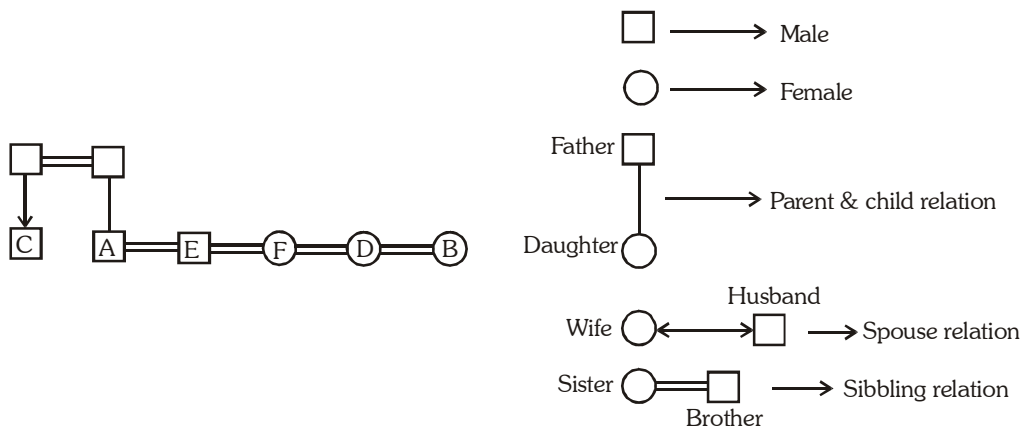 Male
Female
Father
Parent & child relation
Daughter
C A E F D B
Husband
Wife
Spouse relation
Sister
Sibbling relation
Brother